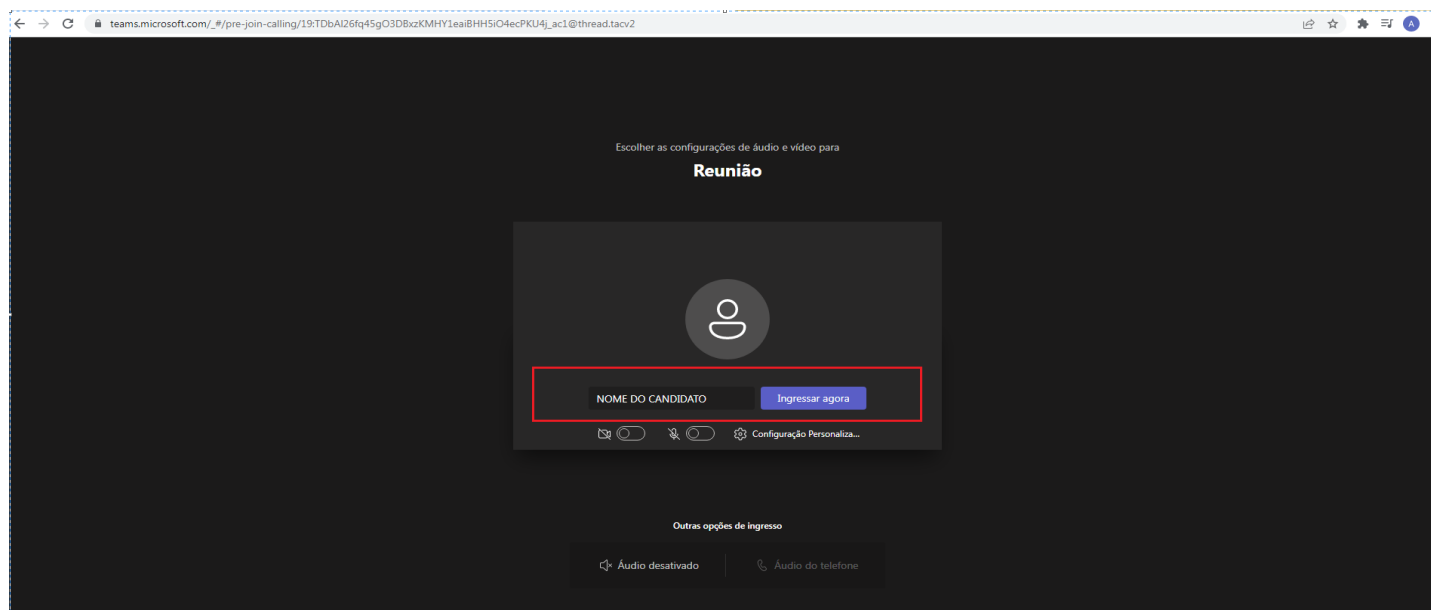 teams.microsoft.com/_#/pre-join-calling/19:TDbAI26fq45gO3DBxzKMHY1eaiBHH5iO4ecPKU4j_ac1@thread.tacv2
A
Escolher as configurações de áudio e vídeo para
Reunião
NOME DO CANDIDATO Ingressar agora
Configuração Personaliza...
Outras opções de ingresso
Áudio desativado Áudio do telefone